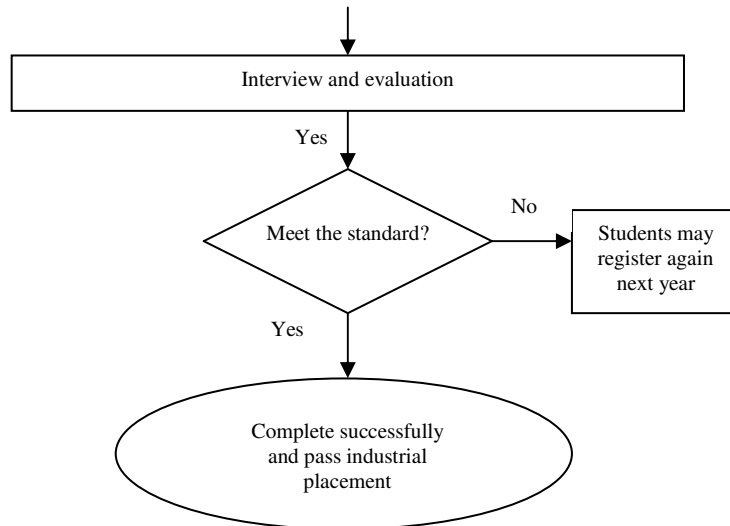 Interview and evaluation
Yes
Meet the standard?
No
Students may
register again
next year
Yes
Complete successfully
and pass industrial
placement